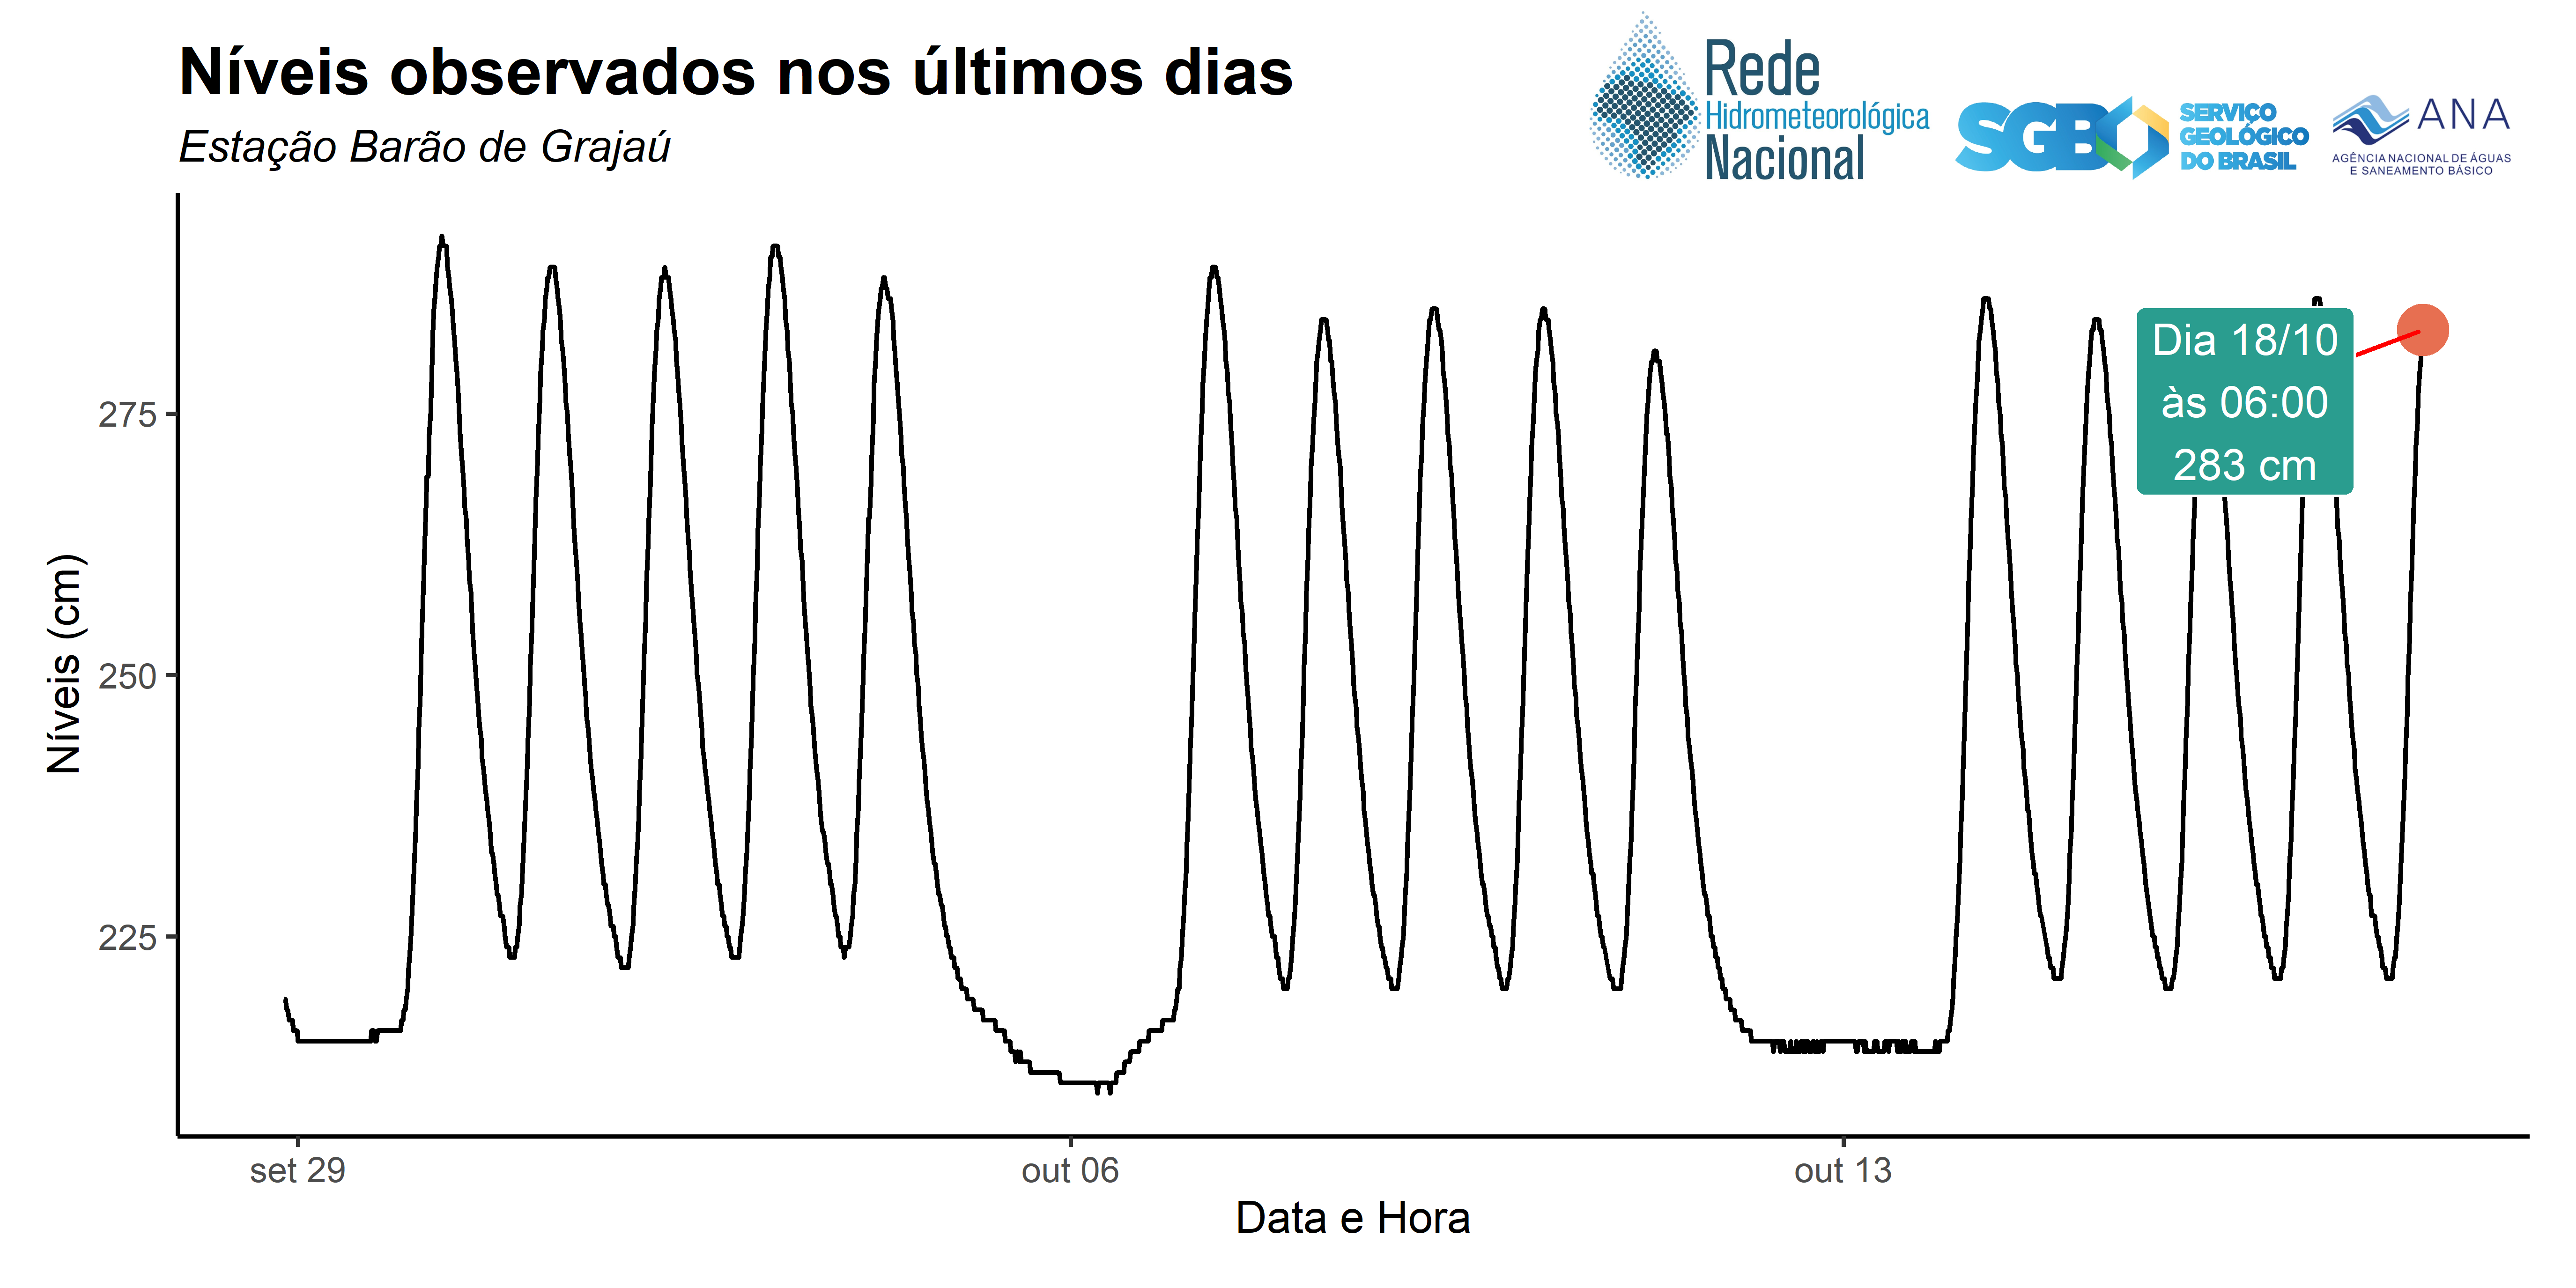 Níveis observados nos últimos dias
Estação Barão de Grajaú
Rede
Hidrometeorológica
Nacional
SGB
SERVIÇO
GEOLÓGICO
DO BRASIL
ANA
AGÊNCIA NACIONAL DE ÁGUAS
E SANEAMENTO BÁSICO
Dia 18/10
às 06:00
283 cm
275
250
225
Níveis (cm)
set 29
out 06
out 13
Data e Hora